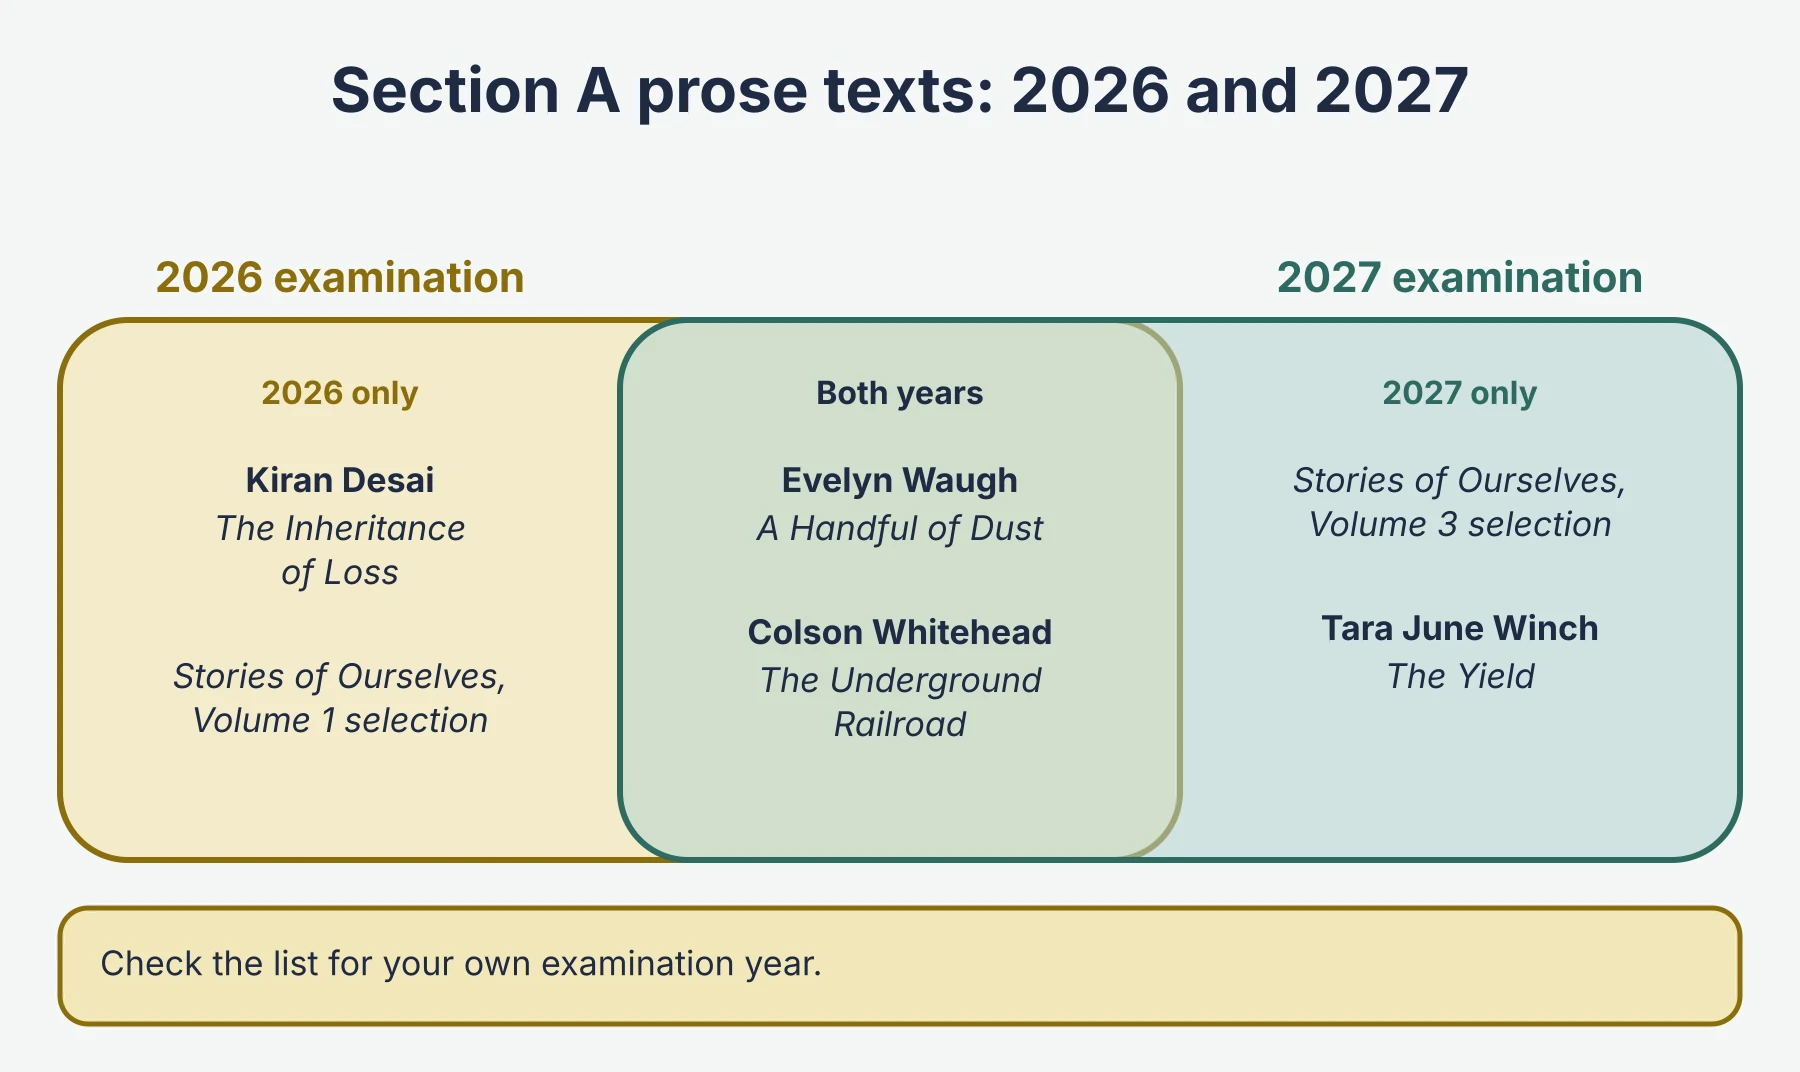 Section A prose texts: 2026 and 2027
2026 examination
2027 examination
2026 only
Kiran Desai
The Inheritance
of Loss
Stories of Ourselves,
Volume 1 selection
Both years
Evelyn Waugh
A Handful of Dust
Colson Whitehead
The Underground
Railroad
2027 only
Stories of Ourselves,
Volume 3 selection
Tara June Winch
The Yield
Check the list for your own examination year.